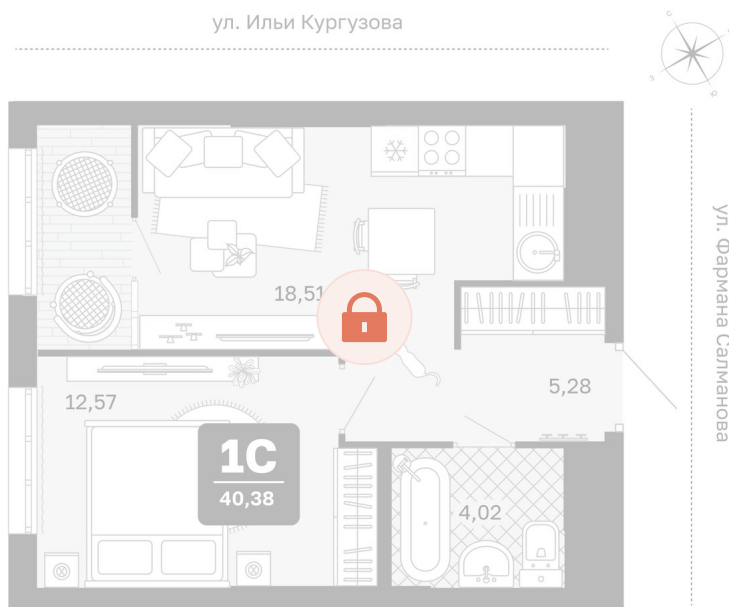 ул. Ильи Кургузова
с
з
ю
ул. Фармана Салманова
18,51
5,28
12,57
1С
40,38
4,02